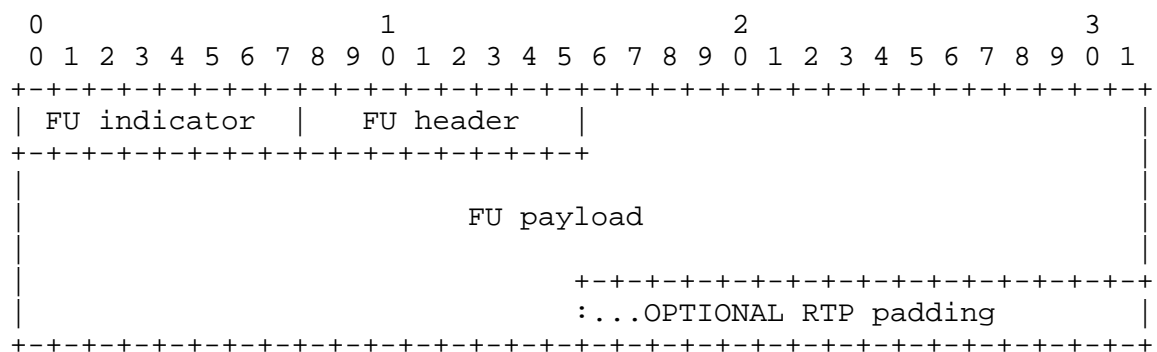 0                   1                   2                   3
 0 1 2 3 4 5 6 7 8 9 0 1 2 3 4 5 6 7 8 9 0 1 2 3 4 5 6 7 8 9 0 1
+-+-+-+-+-+-+-+-+-+-+-+-+-+-+-+-+-+-+-+-+-+-+-+-+-+-+-+-+-+-+-+
| FU indicator  |   FU header   |                              |
+-+-+-+-+-+-+-+-+-+-+-+-+-+-+-+-+                              |
|                                                              |
|                        FU payload                            |
|                                                              |
|                              +-+-+-+-+-+-+-+-+-+-+-+-+-+-+-+-+
|                              :...OPTIONAL RTP padding        |
+-+-+-+-+-+-+-+-+-+-+-+-+-+-+-+-+-+-+-+-+-+-+-+-+-+-+-+-+-+-+-+